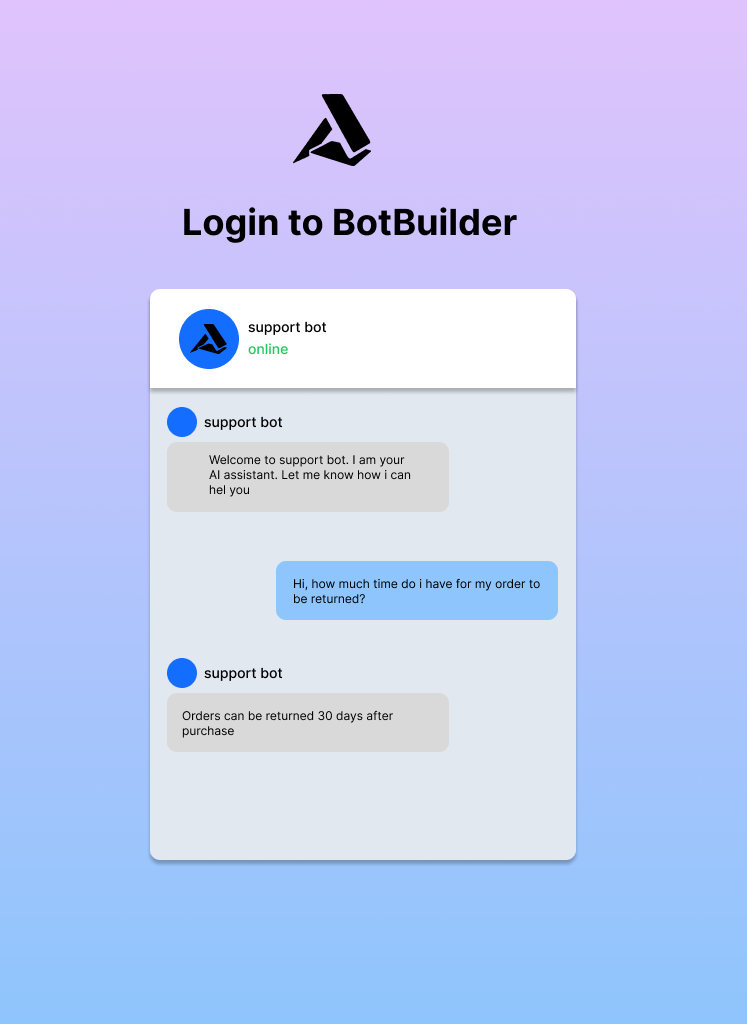 Login to BotBuilder
support bot
online
support bot
Welcome to support bot. I am your
AI assistant. Let me know how i can
hel you
Hi, how much time do i have for my order to
be returned?
support bot
Orders can be returned 30 days after
purchase